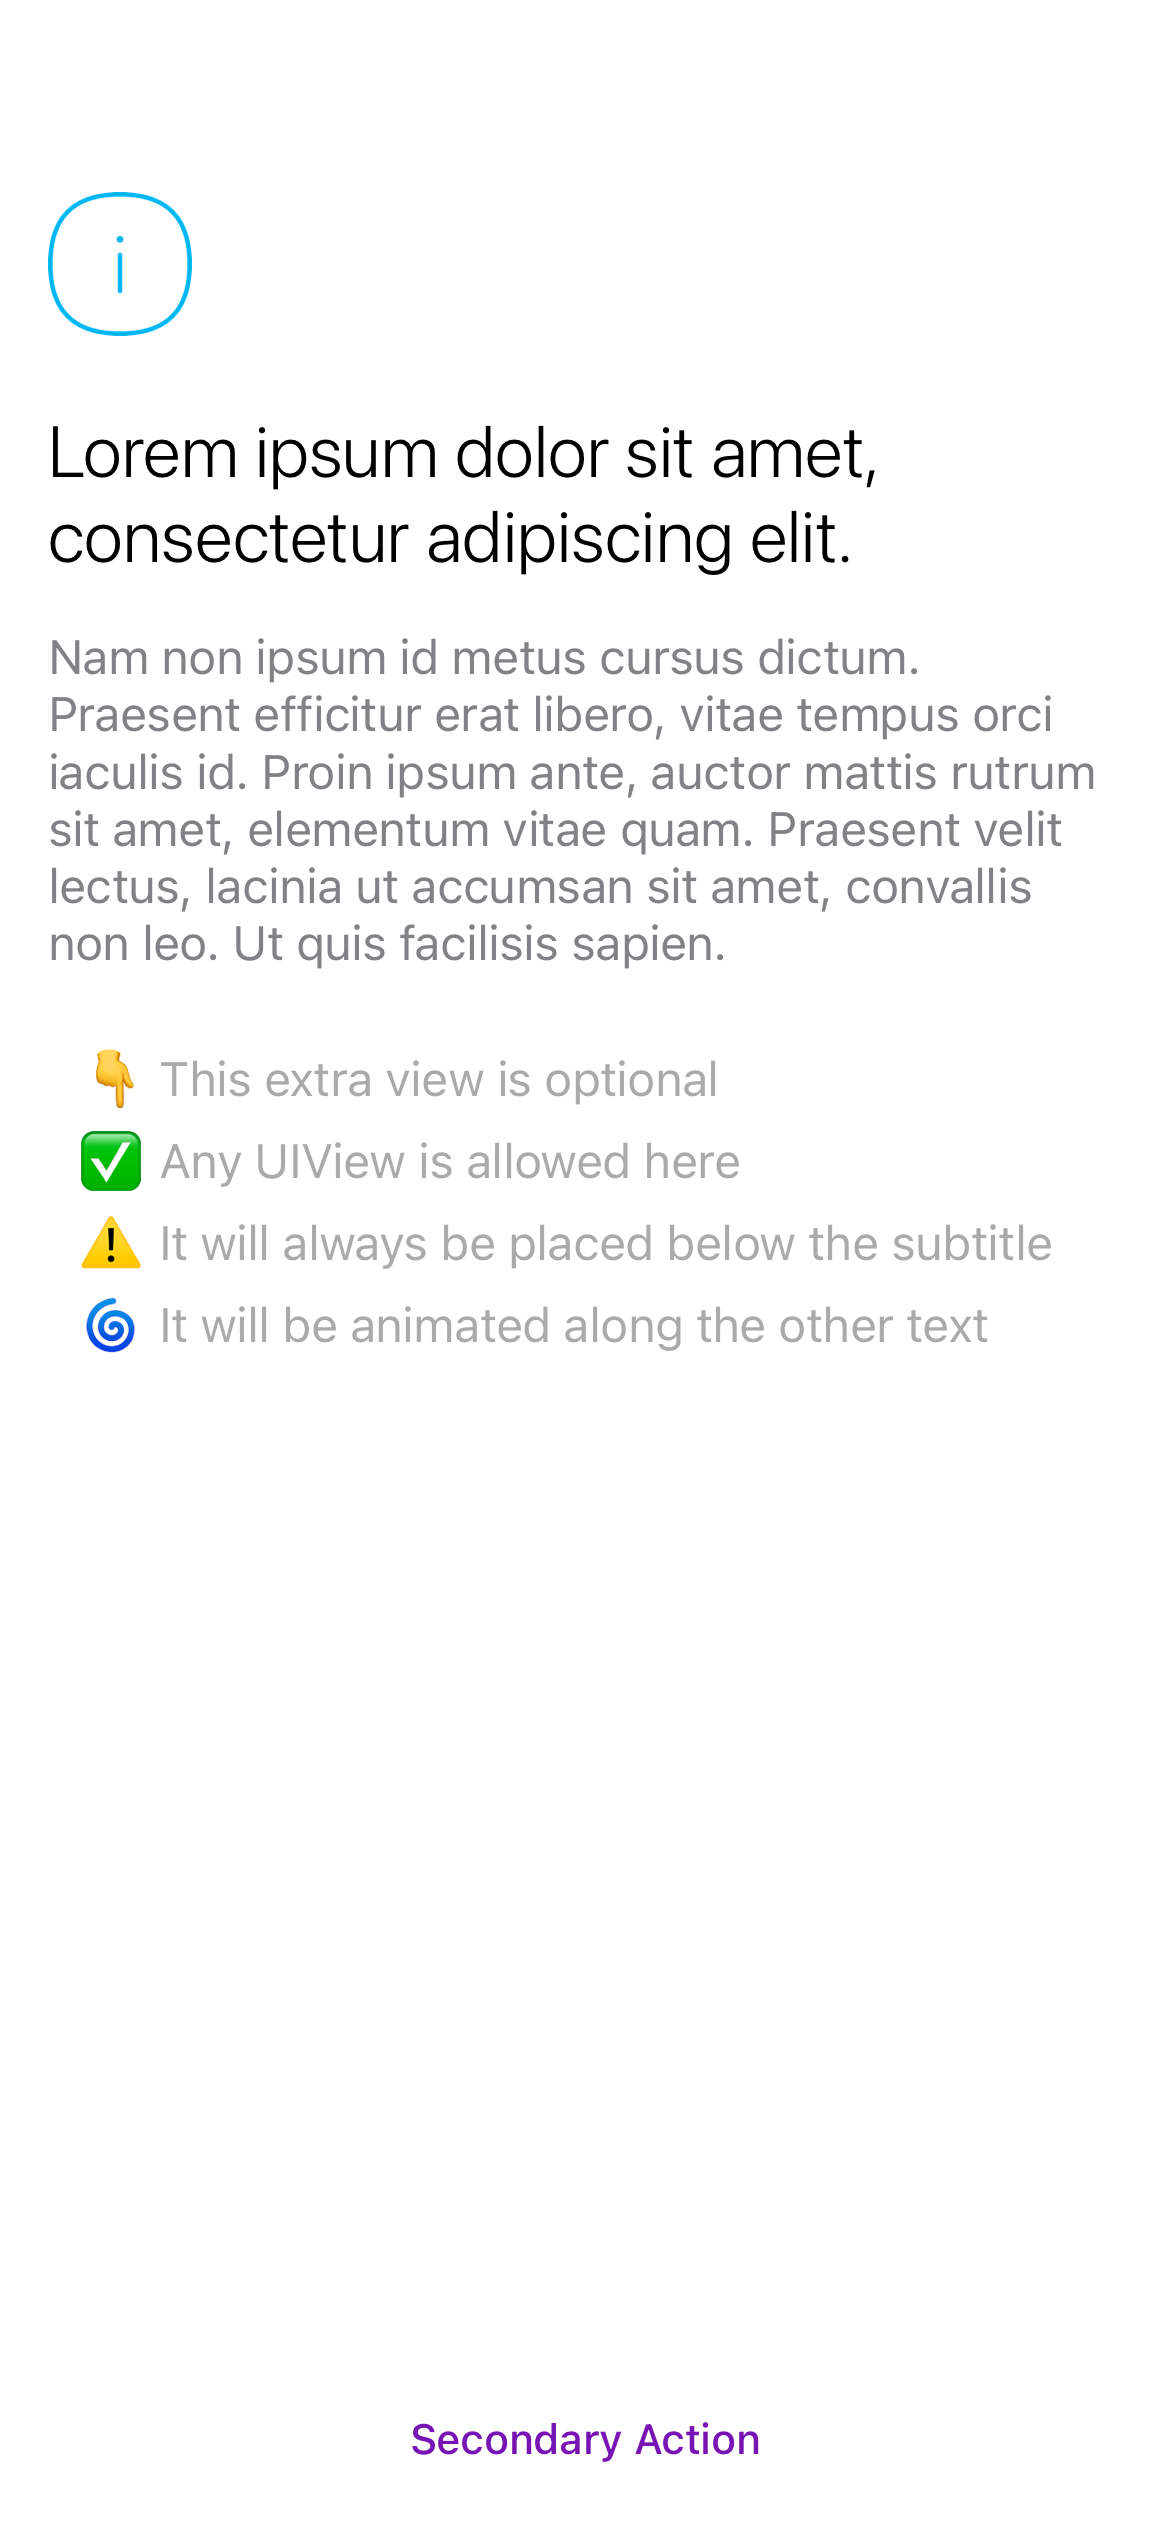 Lorem ipsum dolor sit amet,
consectetur adipiscing elit.
Nam non ipsum id metus cursus dictum.
Praesent efficitur erat libero, vitae tempus orci
iaculis id. Proin ipsum ante, auctor mattis rutrum
sit amet, elementum vitae quam. Praesent velit
lectus, lacinia ut accumsan sit amet, convallis
non leo. Ut quis facilisis sapien.
👇 This extra view is optional
✅ Any UIView is allowed here
⚠️ It will always be placed below the subtitle
🌀 It will be animated along the other text
Secondary Action